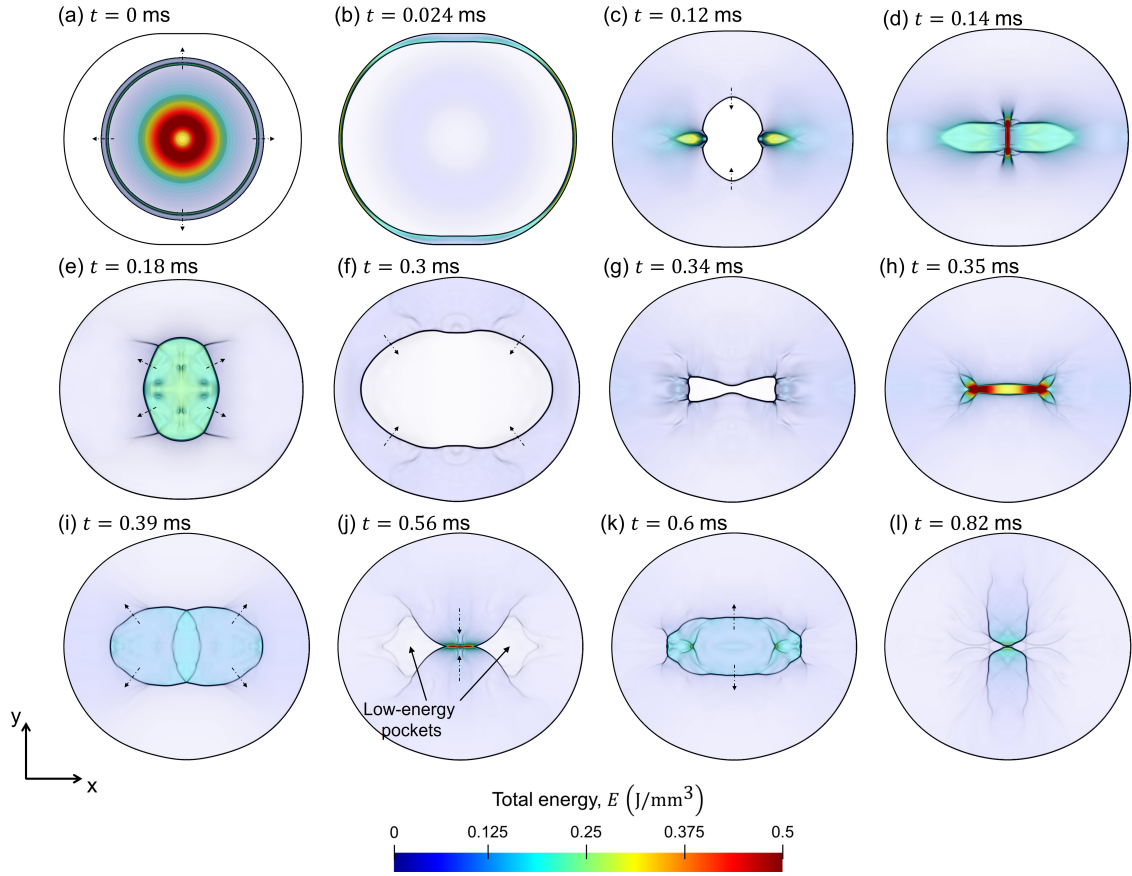 (a) t = 0 ms
(b) t = 0.024 ms
(c) t = 0.12 ms
(d) t = 0.14 ms
(e) t = 0.18 ms
(f) t = 0.3 ms
(g) t = 0.34 ms
(h) t = 0.35 ms
(i) t = 0.39 ms
(j) t = 0.56 ms
(k) t = 0.6 ms
(l) t = 0.82 ms
Low-energy
pockets
y
x
Total energy, E (J/mm³)
0 0.125 0.25 0.375 0.5